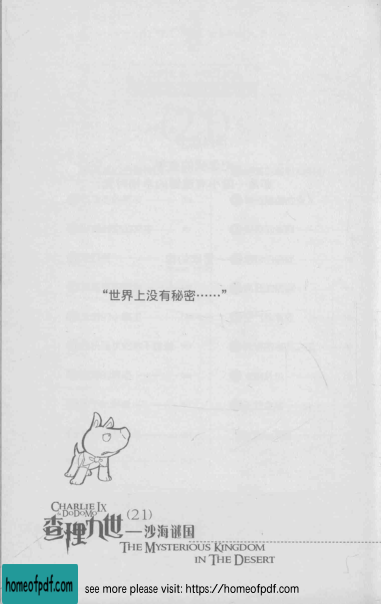 “世界上没有秘密……”
CHARLIE IX
& DODOMO
(21)
查理九世—沙海谜国
THE MYSTERIOUS KINGDOM
IN THE DESERT
homeofpdf.com
see more please visit: https://homeofpdf.com